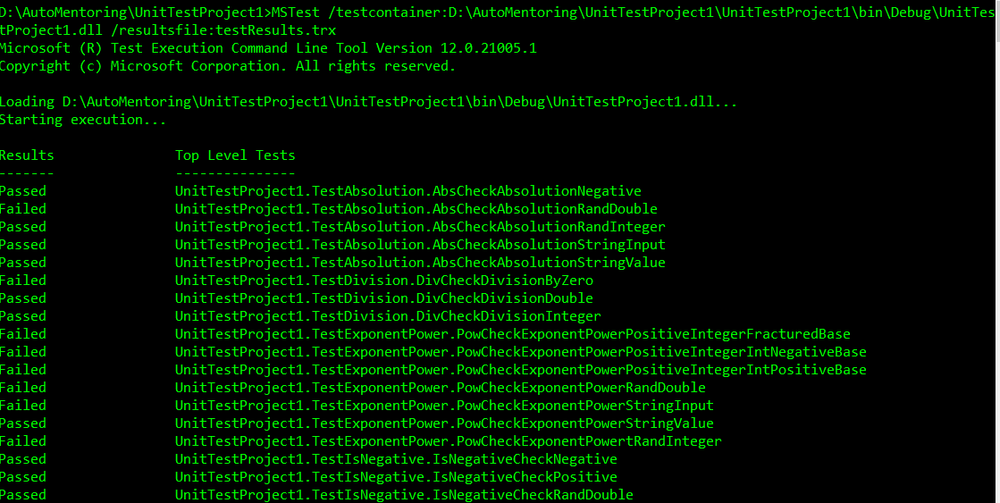 D:\AutoMentoring\UnitTestProject1>MSTest /testcontainer:D:\AutoMentoring\UnitTestProject1\UnitTestProject1\bin\Debug\UnitTes
tProject1.dll /resultsfile:testResults.trx
Microsoft (R) Test Execution Command Line Tool Version 12.0.21005.1
Copyright (c) Microsoft Corporation. All rights reserved.
Loading D:\AutoMentoring\UnitTestProject1\UnitTestProject1\bin\Debug\UnitTestProject1.dll...
Starting execution...
Results Top Level Tests
------- ---------------
Passed UnitTestProject1.TestAbsolution.AbsCheckAbsolutionNegative
Failed UnitTestProject1.TestAbsolution.AbsCheckAbsolutionRandDouble
Passed UnitTestProject1.TestAbsolution.AbsCheckAbsolutionRandInteger
Passed UnitTestProject1.TestAbsolution.AbsCheckAbsolutionStringInput
Passed UnitTestProject1.TestAbsolution.AbsCheckAbsolutionStringValue
Failed UnitTestProject1.TestDivision.DivCheckDivisionByZero
Passed UnitTestProject1.TestDivision.DivCheckDivisionDouble
Passed UnitTestProject1.TestDivision.DivCheckDivisionInteger
Failed UnitTestProject1.TestExponentPower.PowCheckExponentPowerPositiveIntegerFracturedBase
Failed UnitTestProject1.TestExponentPower.PowCheckExponentPowerPositiveIntegerIntNegativeBase
Failed UnitTestProject1.TestExponentPower.PowCheckExponentPowerPositiveIntegerIntPositiveBase
Failed UnitTestProject1.TestExponentPower.PowCheckExponentPowerRandDouble
Failed UnitTestProject1.TestExponentPower.PowCheckExponentPowerStringInput
Passed UnitTestProject1.TestExponentPower.PowCheckExponentPowerStringValue
Failed UnitTestProject1.TestExponentPower.PowCheckExponentPowertRandInteger
Passed UnitTestProject1.TestIsNegative.IsNegativeCheckNegative
Passed UnitTestProject1.TestIsNegative.IsNegativeCheckPositive
Passed UnitTestProject1.TestIsNegative.IsNegativeCheckRandDouble